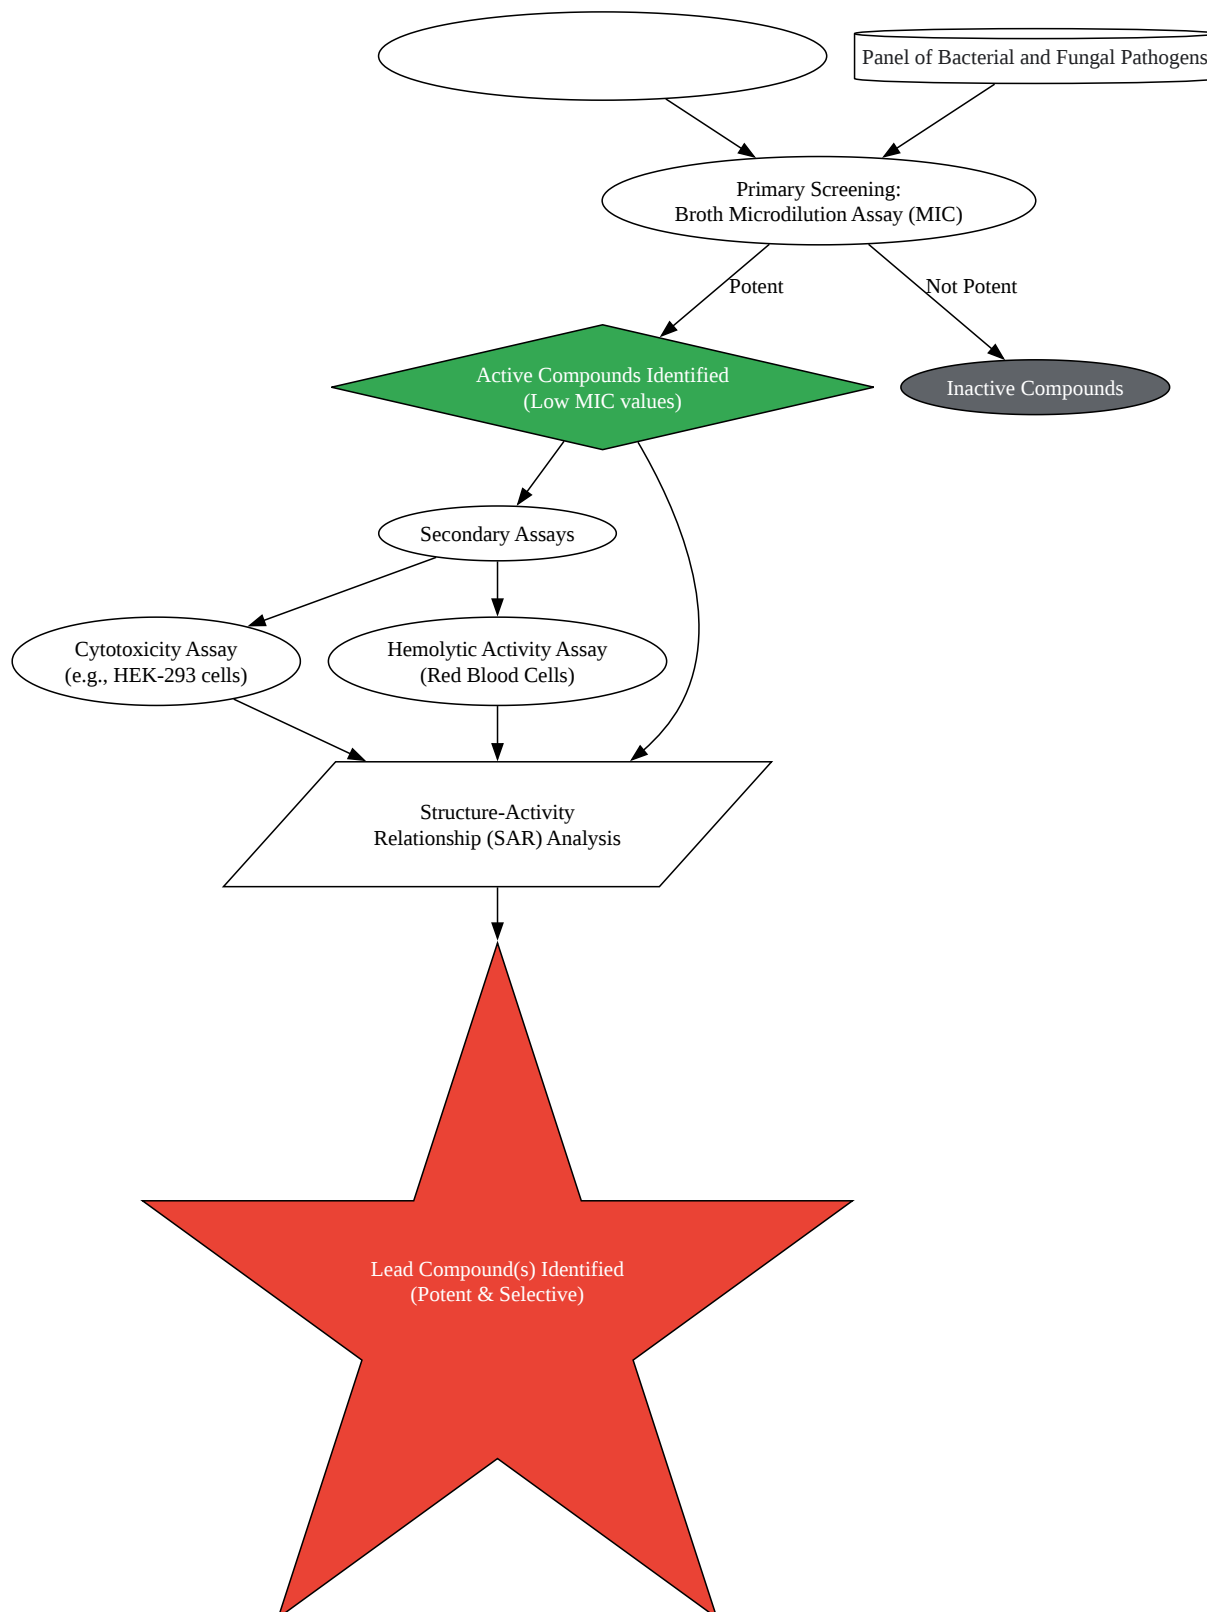 Panel of Bacterial and Fungal Pathogens
Primary Screening:
Broth Microdilution Assay (MIC)
Potent
Not Potent
Active Compounds Identified
(Low MIC values)
Inactive Compounds
Secondary Assays
Cytotoxicity Assay
(e.g., HEK-293 cells)
Hemolytic Activity Assay
(Red Blood Cells)
Structure-Activity
Relationship (SAR) Analysis
Lead Compound(s) Identified
(Potent & Selective)